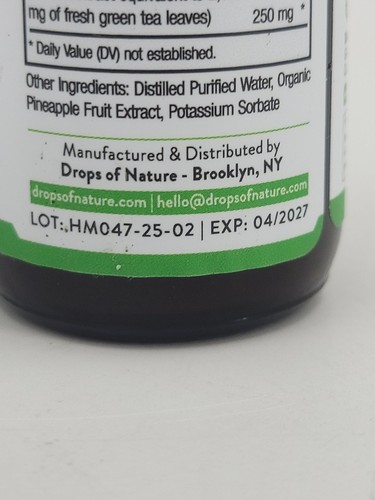 mg of fresh green tea leaves) 250 mg *
* Daily Value (DV) not established.
Other Ingredients: Distilled Purified Water, Organic
Pineapple Fruit Extract, Potassium Sorbate
Manufactured & Distributed by
Drops of Nature - Brooklyn, NY
dropsofnature.com | hello@dropsofnature.com
LOT: HM047-25-02 | EXP: 04/2027